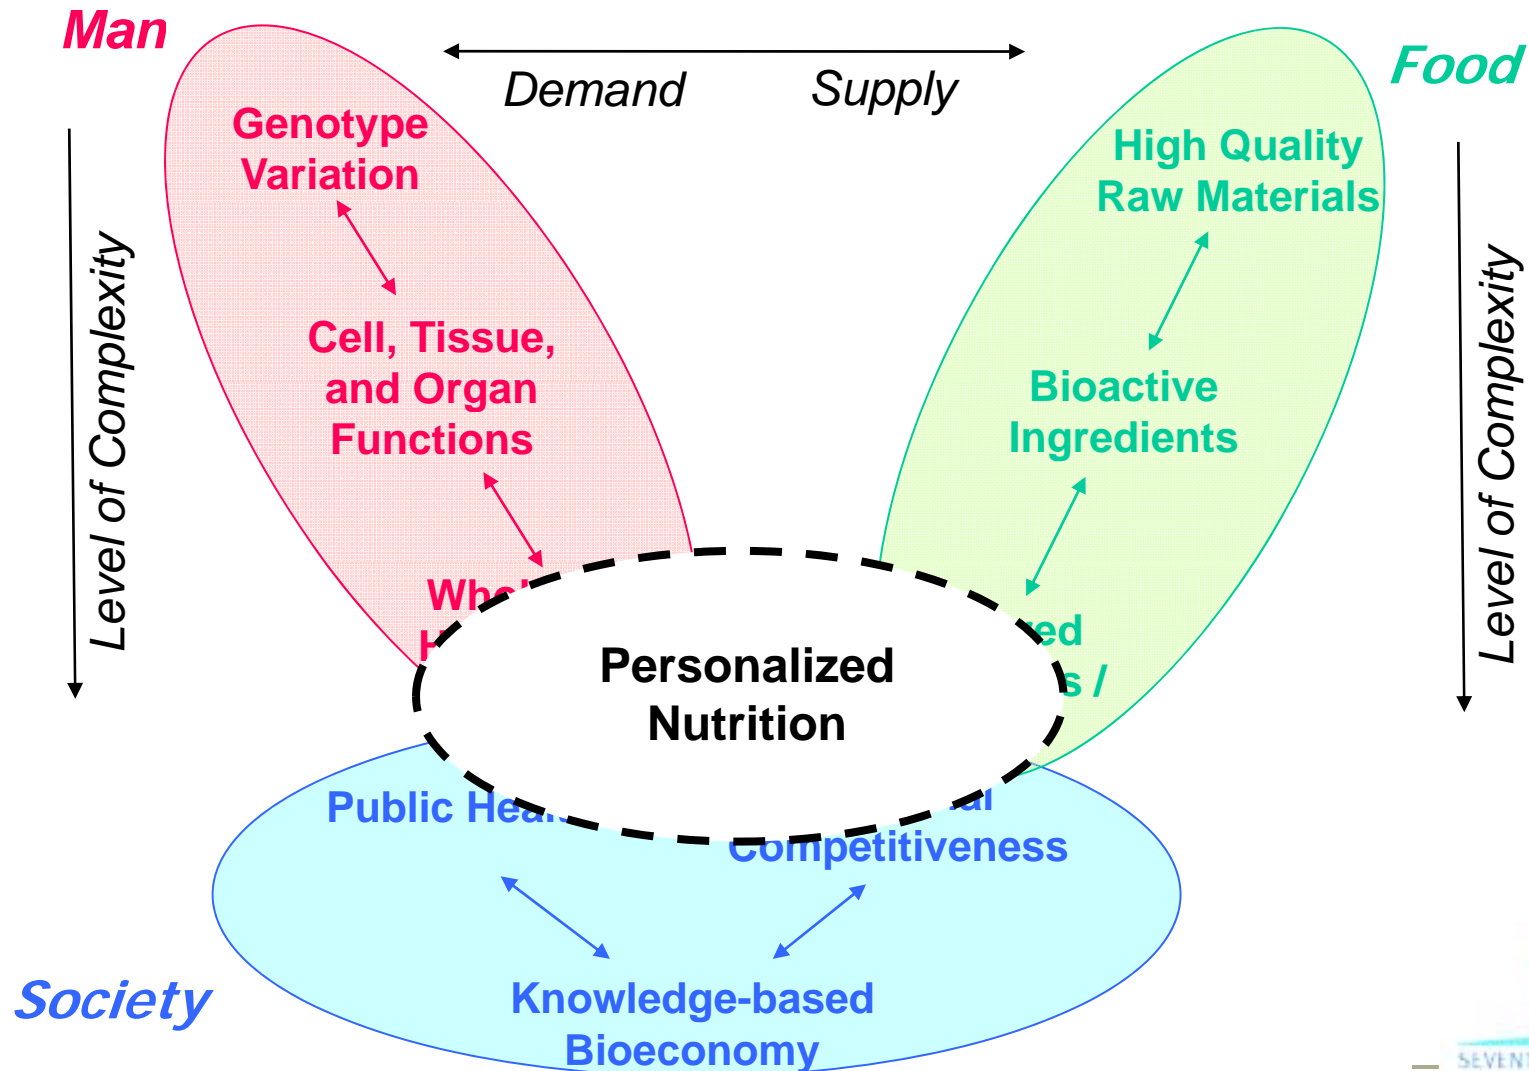 Man
Food
Demand Supply
Genotype
Variation
High Quality
Raw Materials
Level of Complexity
Cell, Tissue,
and Organ
Functions
Bioactive
Ingredients
Level of Complexity
Personalized
Nutrition
Public
Competitiveness
Society
Knowledge-based
Bioeconomy